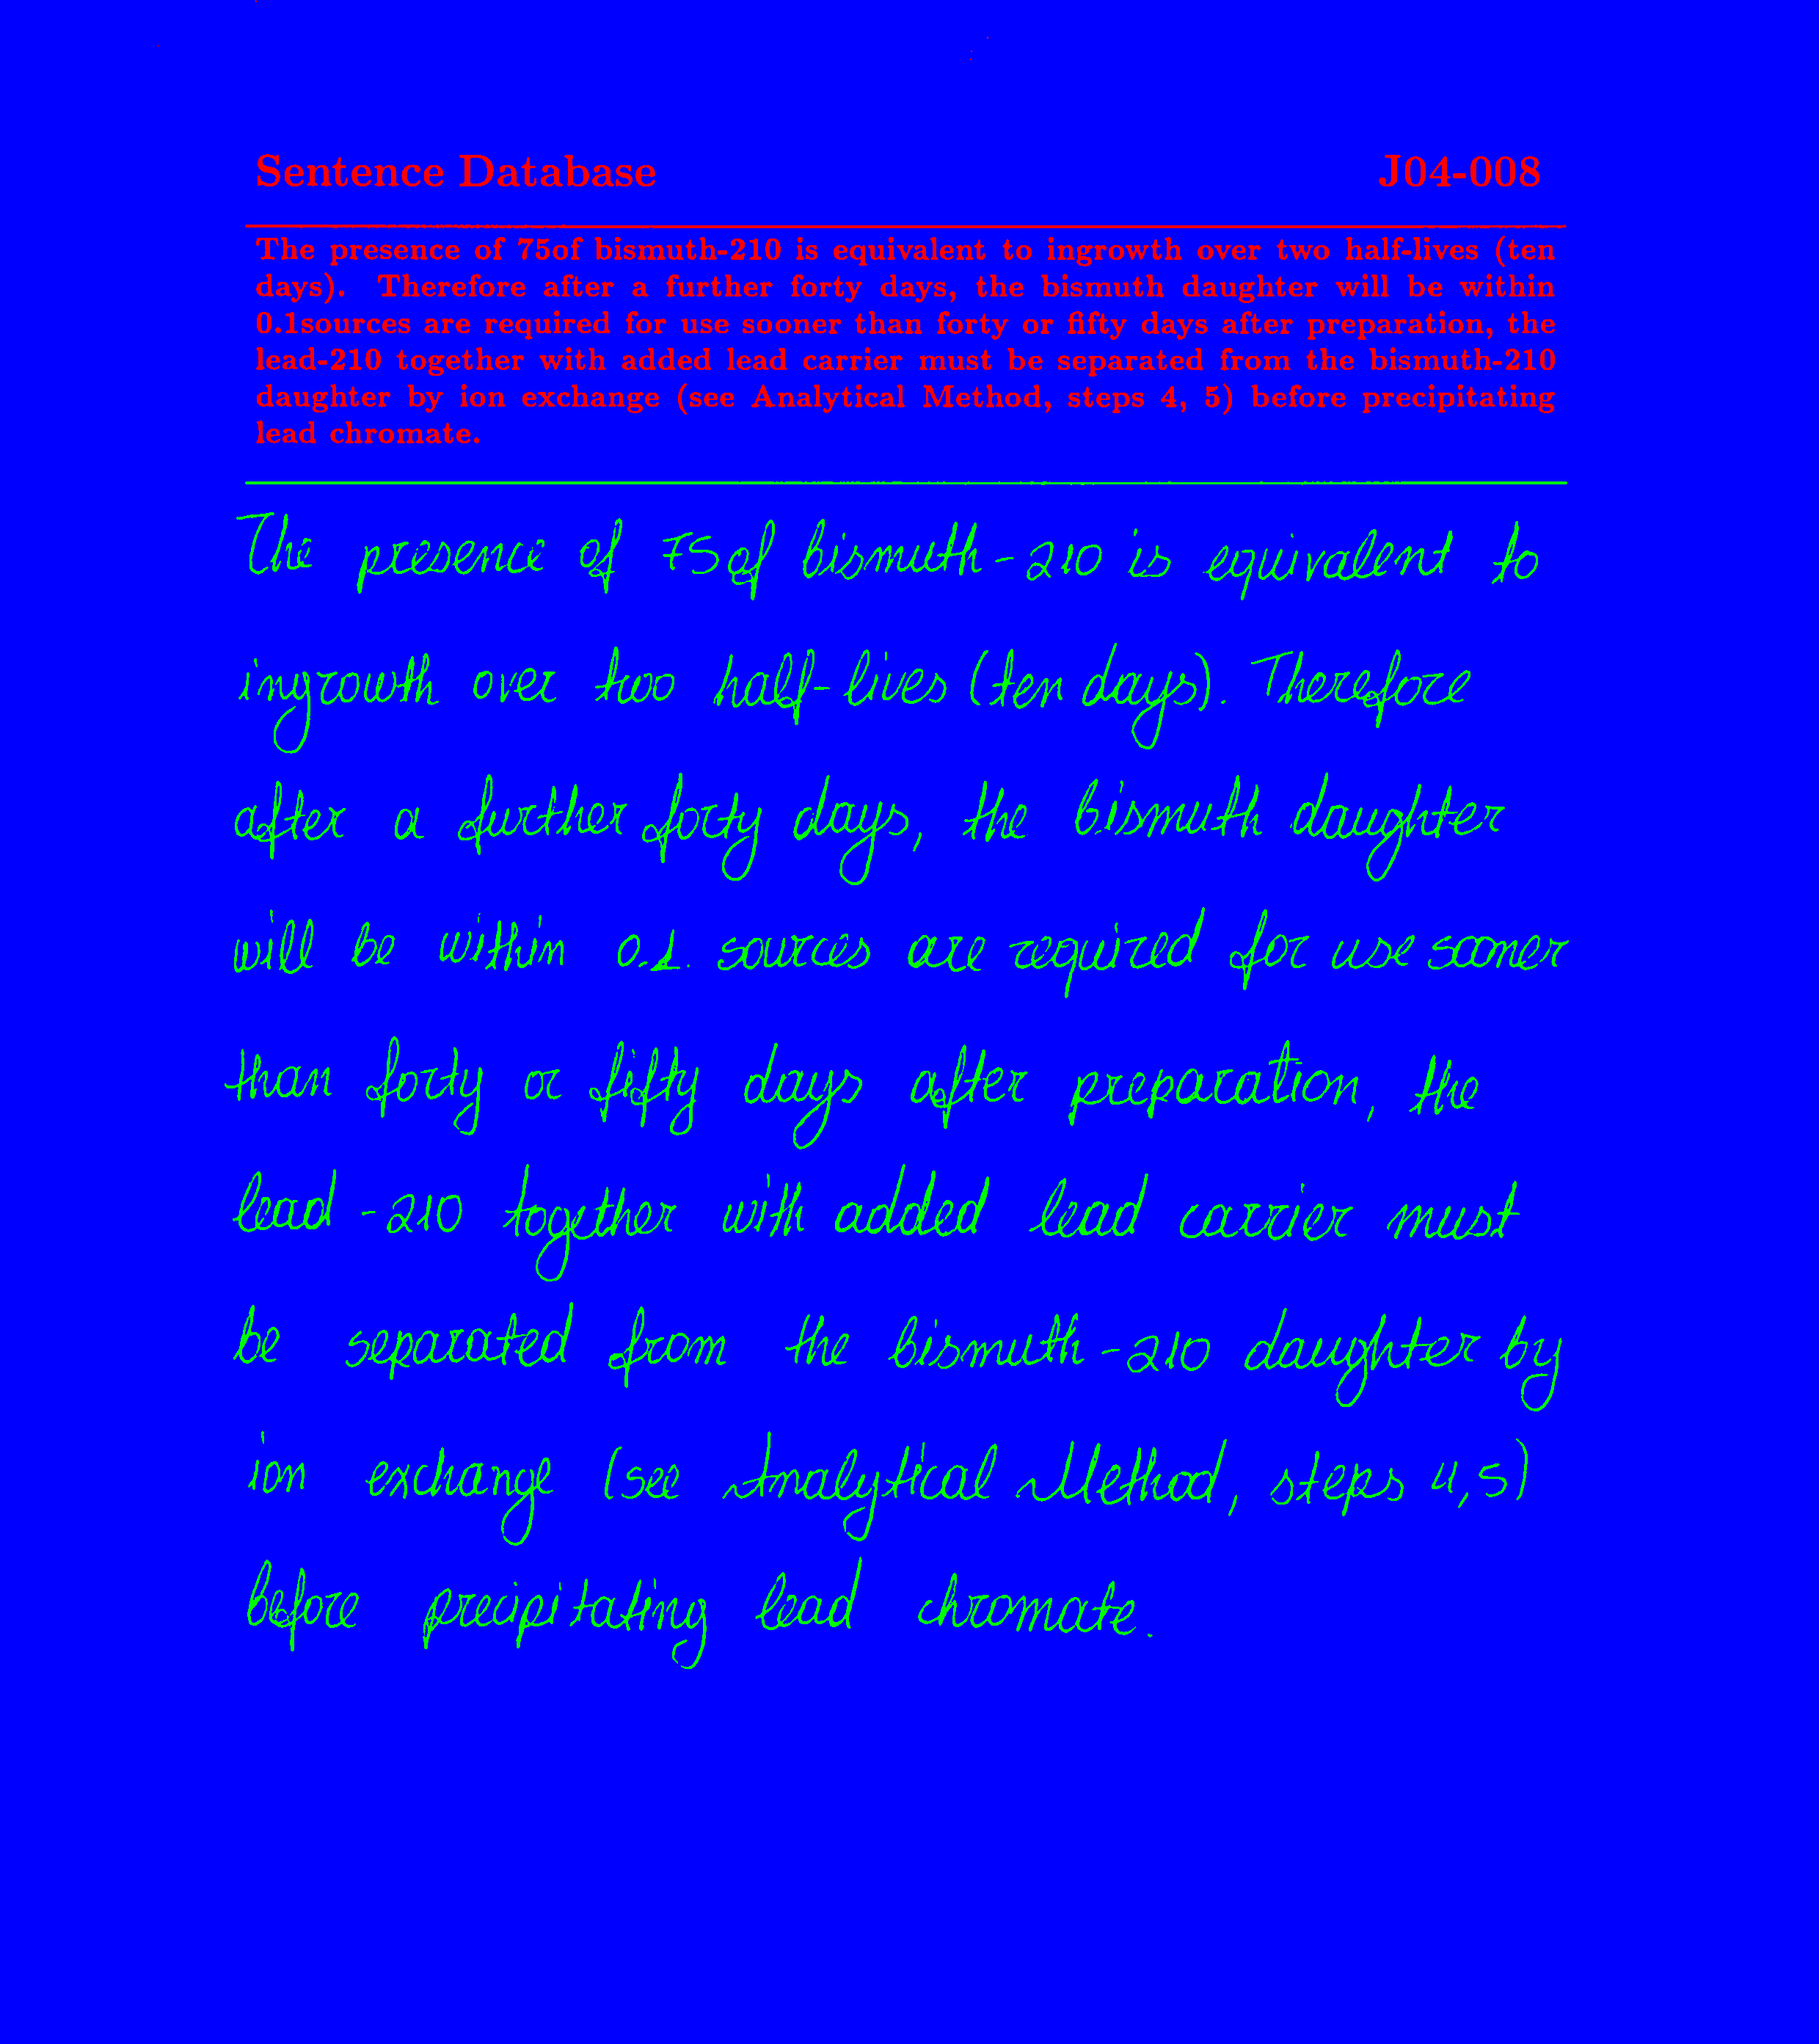 Sentence Database J04-008
The presence of 75of bismuth-210 is equivalent to ingrowth over two half-lives (ten
days). Therefore after a further forty days, the bismuth daughter will be within
0.1sources are required for use sooner than forty or fifty days after preparation, the
lead-210 together with added lead carrier must be separated from the bismuth-210
daughter by ion exchange (see Analytical Method, steps 4, 5) before precipitating
lead chromate.
The presence of 75of bismuth-210 is equivalent to
ingrowth over two half-lives (ten days). Therefore
after a further forty days, the bismuth daughter
will be within 0.1. sources are required for use sooner
than forty or fifty days after preparation, the
lead-210 together with added lead carrier must
be separated from the bismuth-210 daughter by
ion exchange (see Analytical Method, steps 4,5)
before precipitating lead chromate.